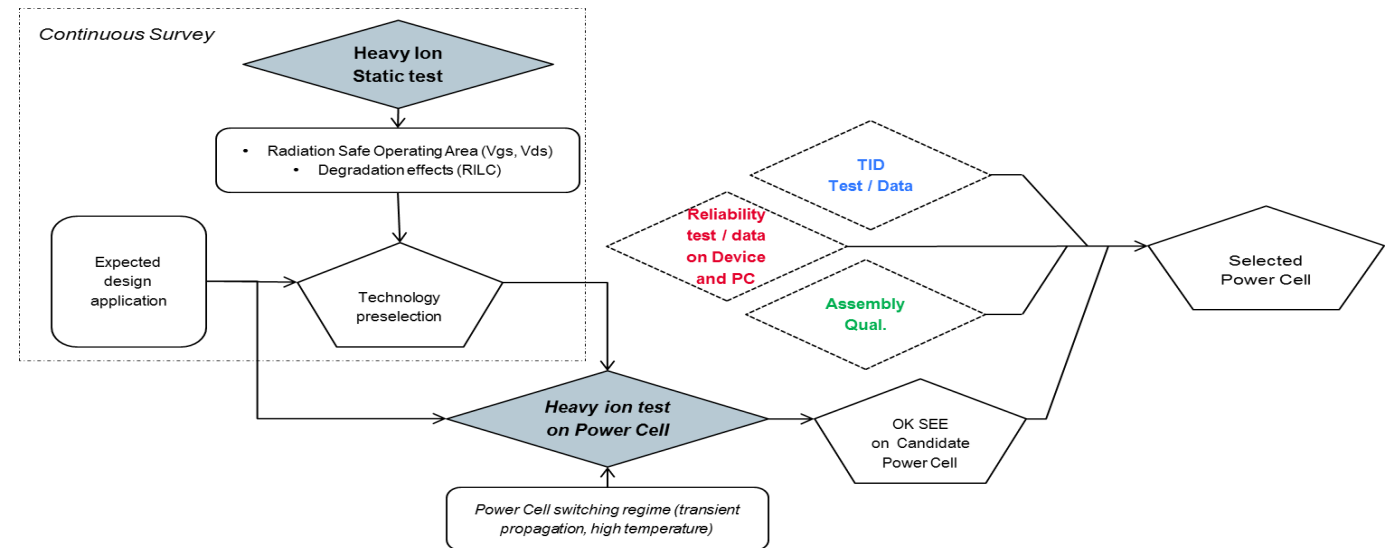 Continuous Survey
Heavy Ion
Static test
• Radiation Safe Operating Area (Vgs, Vds)
• Degradation effects (RILC)
Expected
design
application
Technology
preselection
TID
Test / Data
Reliability
test / data
on Device
and PC
Assembly
Qual.
Selected
Power Cell
Heavy ion test
on Power Cell
OK SEE
on Candidate
Power Cell
Power Cell switching regime (transient
propagation, high temperature)